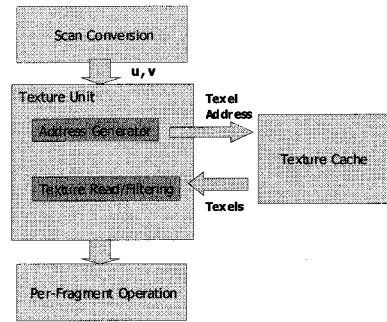 Scan Conversion
u, v
Texture Unit
Texel
Address
Address Generator
Texture Cache
Texture Read/Filtering
Texels
Per-Fragment Operation